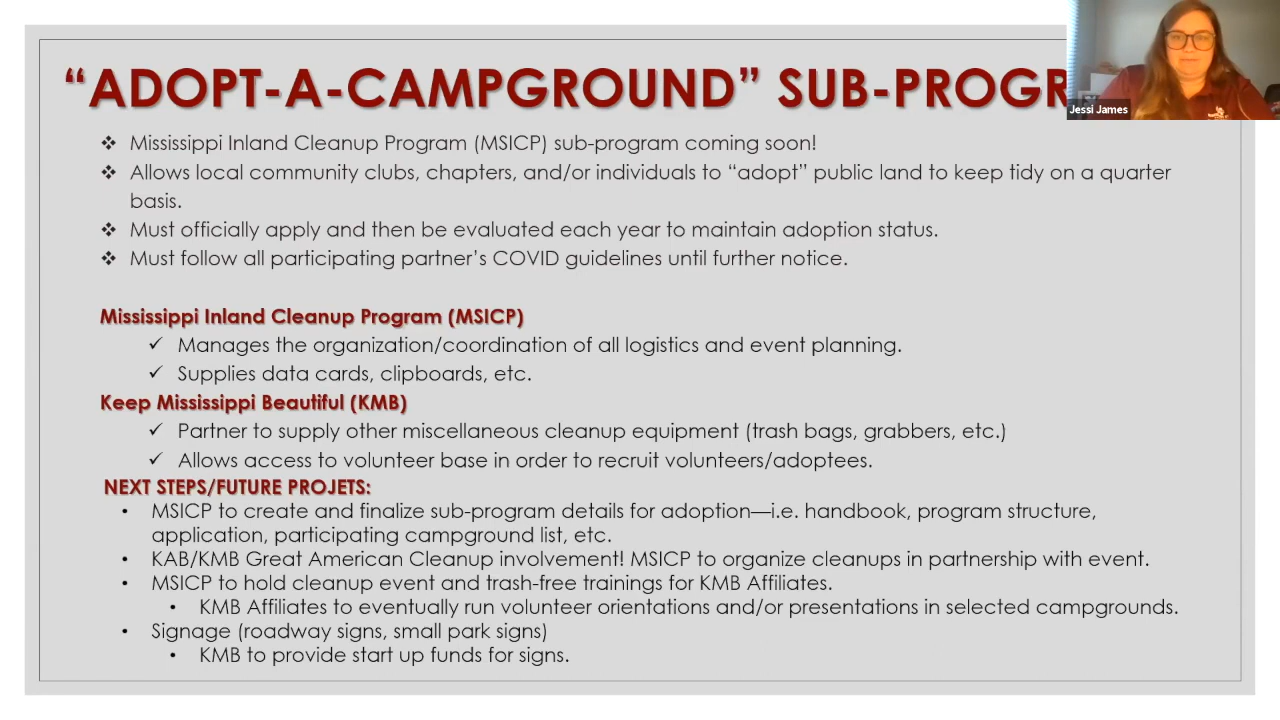 “ADOPT-A-CAMPGROUND” SUB-PROGR
Jessi James
❖ Mississippi Inland Cleanup Program (MSICP) sub-program coming soon!
❖ Allows local community clubs, chapters, and/or individuals to “adopt” public land to keep tidy on a quarter
basis.
❖ Must officially apply and then be evaluated each year to maintain adoption status.
❖ Must follow all participating partner’s COVID guidelines until further notice.
Mississippi Inland Cleanup Program (MSICP)
✓ Manages the organization/coordination of all logistics and event planning.
✓ Supplies data cards, clipboards, etc.
Keep Mississippi Beautiful (KMB)
✓ Partner to supply other miscellaneous cleanup equipment (trash bags, grabbers, etc.)
✓ Allows access to volunteer base in order to recruit volunteers/adoptees.
NEXT STEPS/FUTURE PROJETS:
• MSICP to create and finalize sub-program details for adoption—i.e. handbook, program structure,
application, participating campground list, etc.
• KAB/KMB Great American Cleanup involvement! MSICP to organize cleanups in partnership with event.
• MSICP to hold cleanup event and trash-free trainings for KMB Affiliates.
• KMB Affiliates to eventually run volunteer orientations and/or presentations in selected campgrounds.
• Signage (roadway signs, small park signs)
• KMB to provide start up funds for signs.